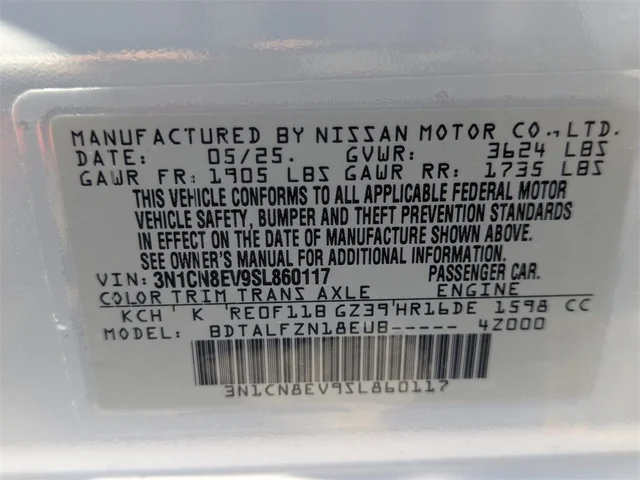 MANUFACTURED BY NISSAN MOTOR CO., LTD.
DATE: 05/25. GVWR: 3624 LBS
GAWR FR: 1905 LBS GAWR RR: 1735 LBS
THIS VEHICLE CONFORMS TO ALL APPLICABLE FEDERAL MOTOR
VEHICLE SAFETY, BUMPER AND THEFT PREVENTION STANDARDS
IN EFFECT ON THE DATE OF MANUFACTURE SHOWN ABOVE.
SEE OWNER'S MANUAL FOR ADDITIONAL INFORMATION.
VIN: 3N1CN8EV9SL860117 PASSENGER CAR.
COLOR TRIM TRANS AXLE ENGINE
KCH ' K ' RE0F11B GZ39'HR16DE 1598 CC
MODEL: BDTALFZN18EUB----- 4Z000
3N1CN8EV9SL860117